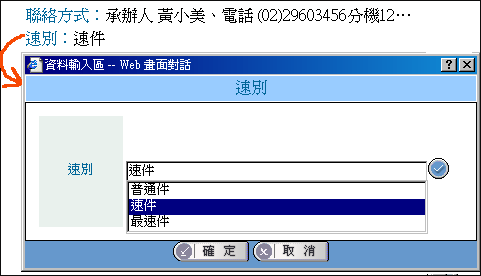 聯絡方式：承辦人 黃小美、電話 (02)29603456分機12…
速別：速件
資料輸入區 -- Web 畫面對話
速別
速別
速件
普通件
速件
最速件
確 定
取 消